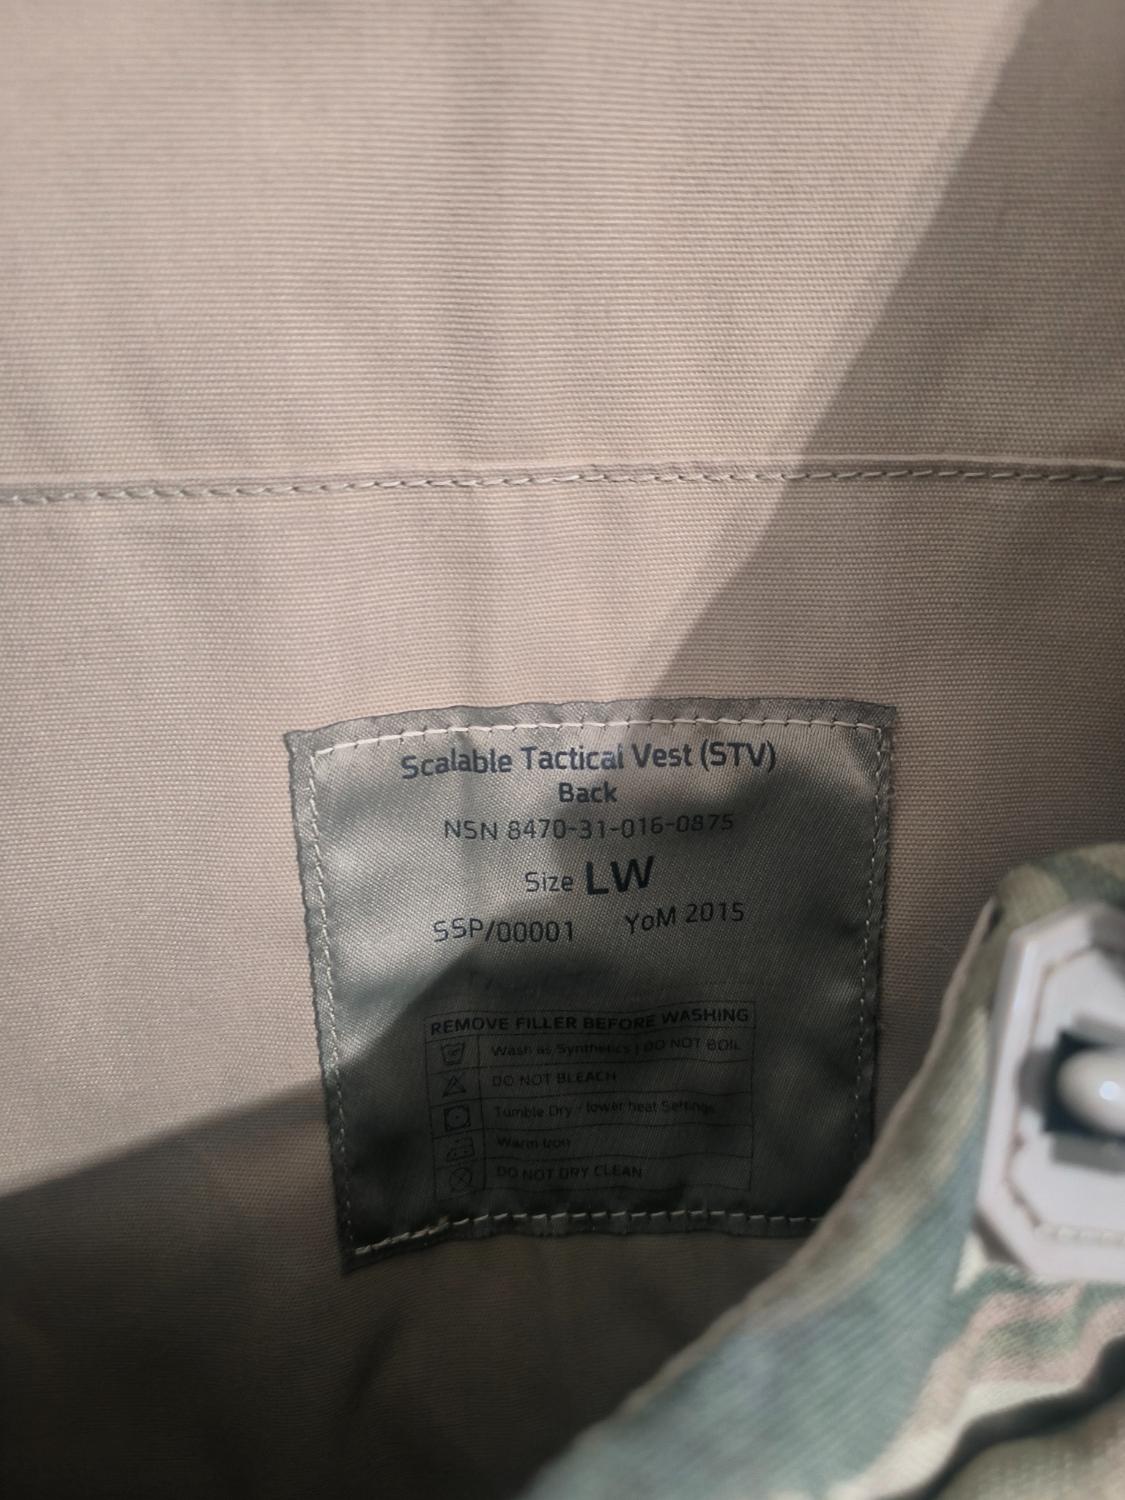 Scalable Tactical Vest (STV)
Back
NSN 8470-31-016-0875
Size LW
SSP/00001 YoM 2015
REMOVE FILLER BEFORE WASHING
Wash as Synthetics | DO NOT BOIL
DO NOT BLEACH
Tumble Dry - lower heat Settings
Warm Iron
DO NOT DRY CLEAN